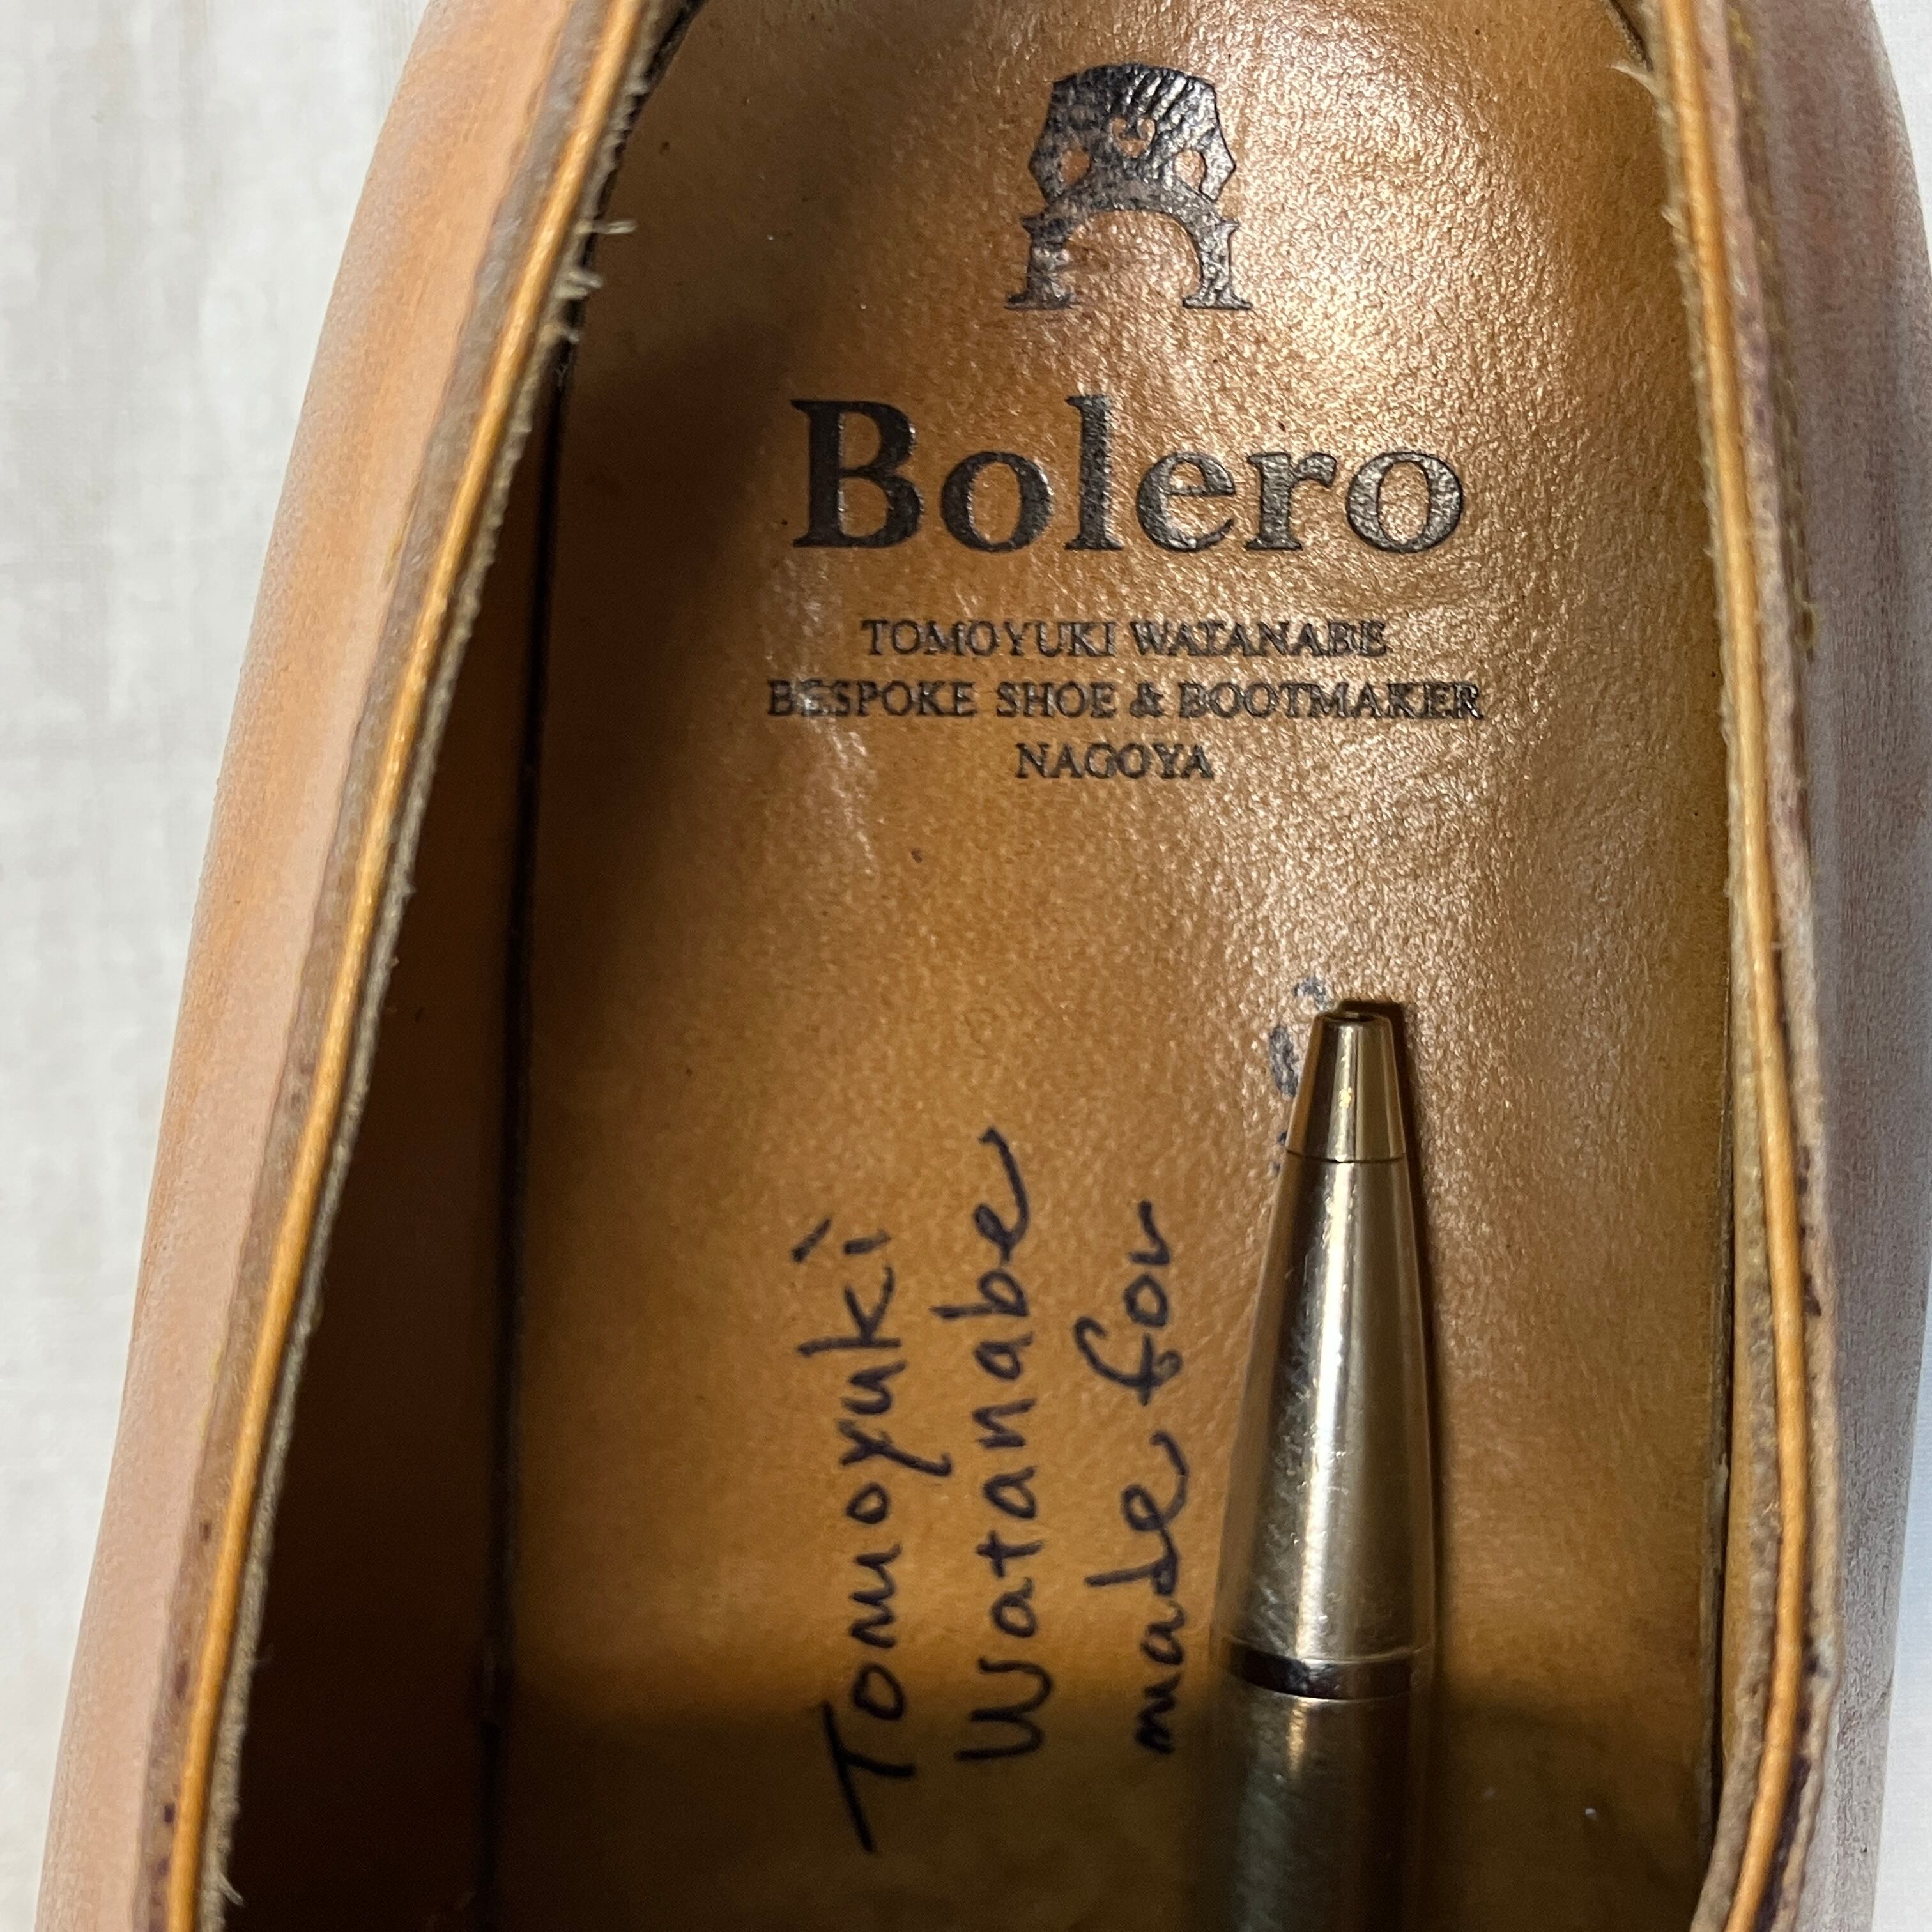 Bolero
TOMOYUKI WATANABE
BESPOKE SHOE & BOOTMAKER
NAGOYA
Tomoyuki
Watanabe
made for